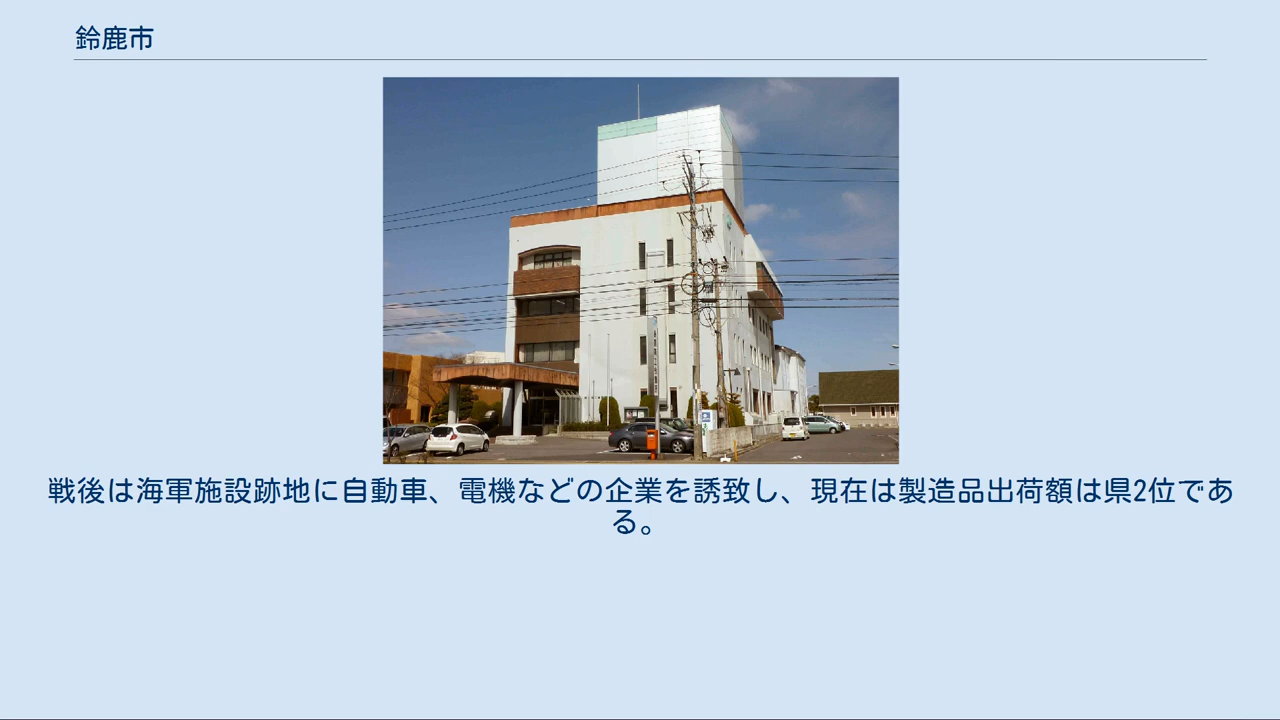 鈴鹿市
戦後は海軍施設跡地に自動車、電機などの企業を誘致し、現在は製造品出荷額は県2位であ
る。